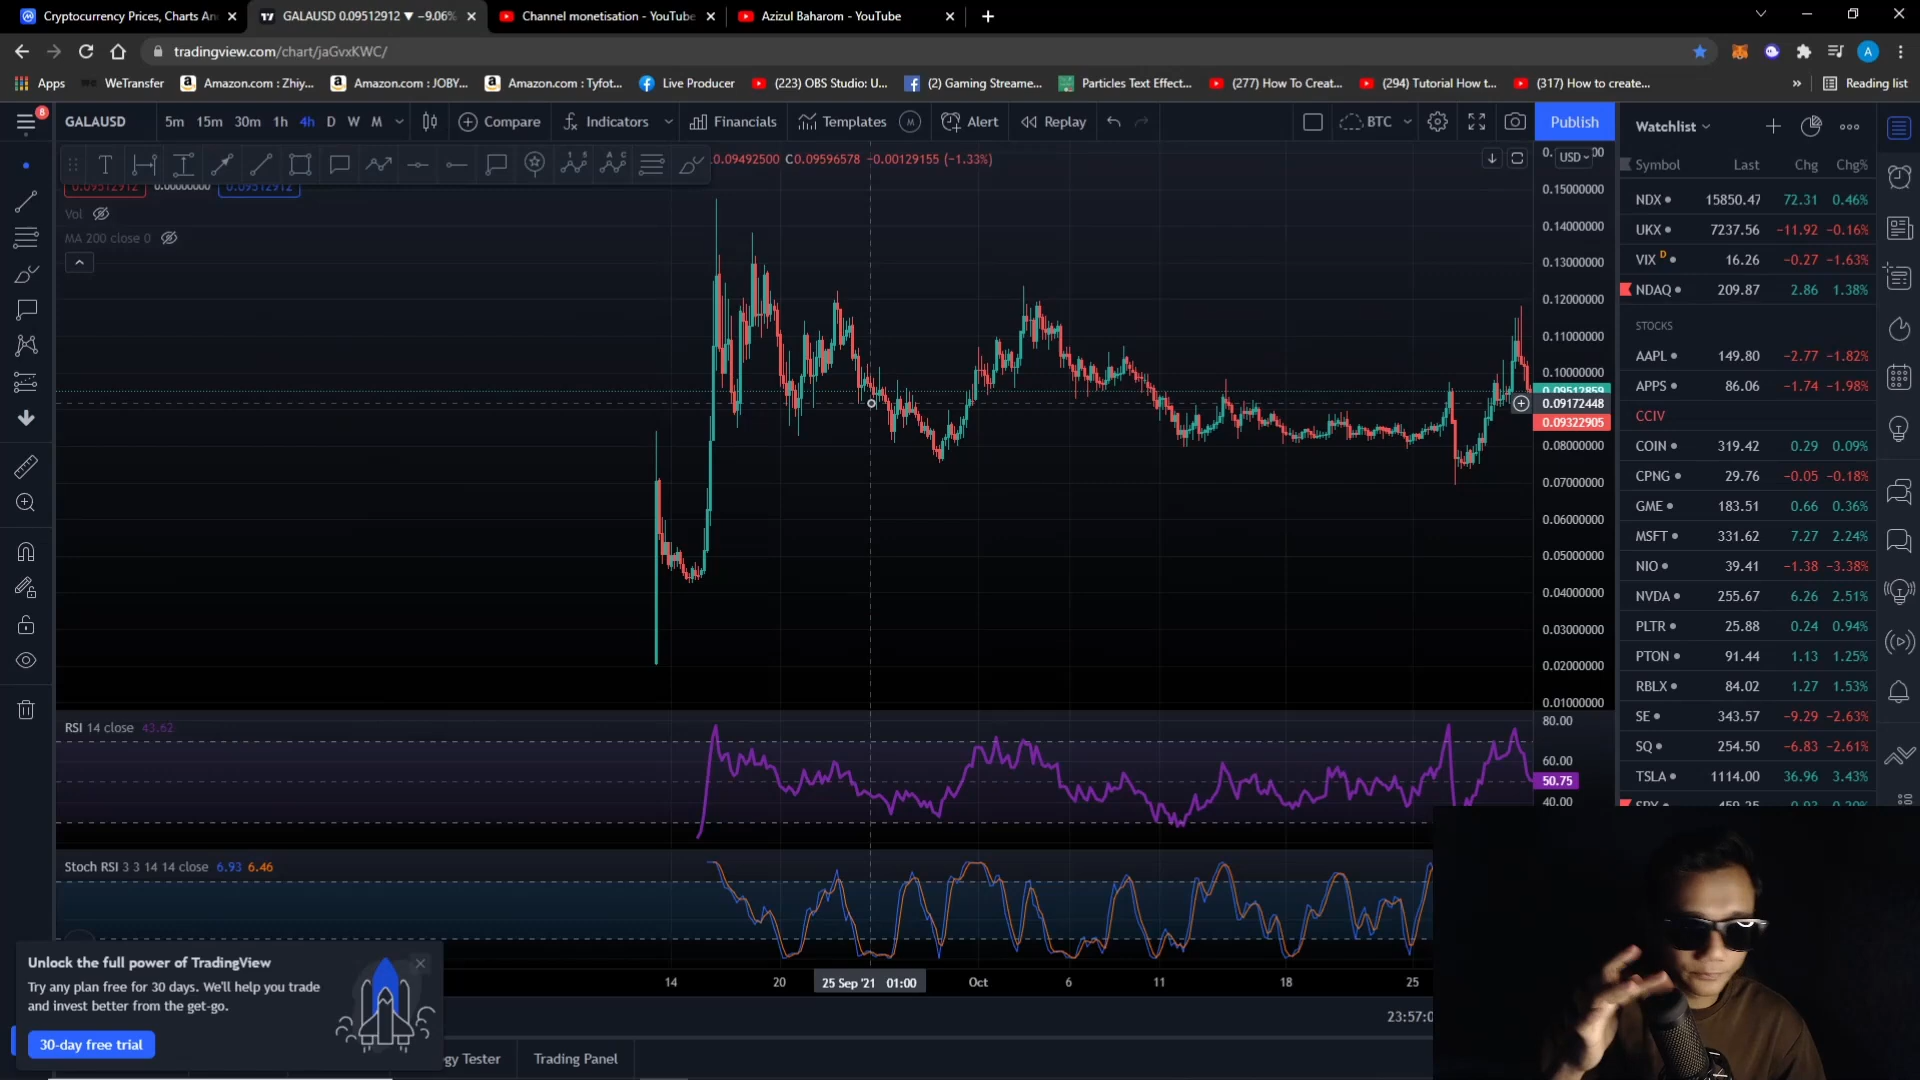 Cryptocurrency Prices, Charts An
GALAUSD 0.09512912 ▼ −9.06%
Channel monetisation - YouTube
Azizul Baharom - YouTube
tradingview.com/chart/jaGvxKWC/
A
Apps
WeTransfer
Amazon.com : Zhiy...
Amazon.com : JOBY...
Amazon.com : Tyfot...
Live Producer
(223) OBS Studio: U...
(2) Gaming Streame...
Particles Text Effect...
(277) How To Creat...
(294) Tutorial How t...
(317) How to create...
»
Reading list
8
GALAUSD
5m 15m 30m 1h 4h D W M
Compare
Indicators
Financials
Templates
M
Alert
Replay
BTC
Publish
0.09492500 C0.09596578 −0.00129155 (−1.33%)
USD
0.09512912 0.00000000 0.09512912
Vol
MA 200 close 0
0.15000000
0.14000000
0.13000000
0.12000000
0.11000000
0.10000000
0.09512859
0.09172448
0.09322905
0.08000000
0.07000000
0.06000000
0.05000000
0.04000000
0.03000000
0.02000000
0.01000000
RSI 14 close 43.62
80.00
60.00
50.75
40.00
Stoch RSI 3 3 14 14 close 6.93 6.46
14 20 25 Sep '21 01:00 Oct 6 11 18 25
23:57:0
Unlock the full power of TradingView
Try any plan free for 30 days. We'll help you trade
and invest better from the get-go.
30-day free trial
gy Tester
Trading Panel
Watchlist
Symbol Last Chg Chg%
NDX 15850.47 72.31 0.46%
UKX 7237.56 −11.92 −0.16%
VIX D 16.26 −0.27 −1.63%
NDAQ 209.87 2.86 1.38%
STOCKS
AAPL 149.80 −2.77 −1.82%
APPS 86.06 −1.74 −1.98%
CCIV
COIN 319.42 0.29 0.09%
CPNG 29.76 −0.05 −0.18%
GME 183.51 0.66 0.36%
MSFT 331.62 7.27 2.24%
NIO 39.41 −1.38 −3.38%
NVDA 255.67 6.26 2.51%
PLTR 25.88 0.24 0.94%
PTON 91.44 1.13 1.25%
RBLX 84.02 1.27 1.53%
SE 343.57 −9.29 −2.63%
SQ 254.50 −6.83 −2.61%
TSLA 1114.00 36.96 3.43%